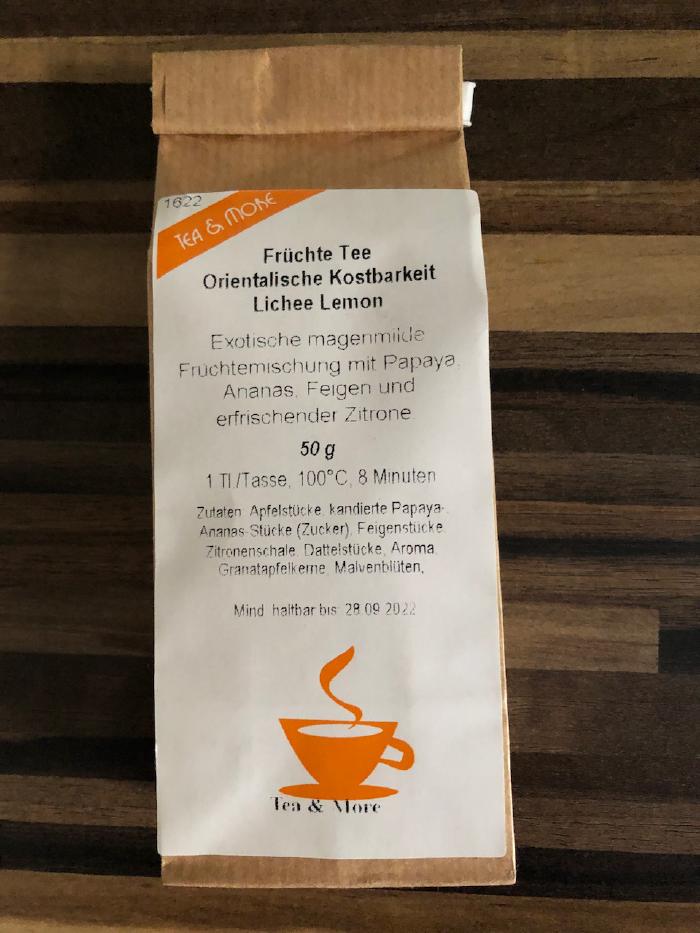 1622
TEA & MORE
Früchte Tee
Orientalische Kostbarkeit
Lichee Lemon
Exotische magenmilde
Früchtemischung mit Papaya,
Ananas, Feigen und
erfrischender Zitrone.
50 g
1 Tl./Tasse, 100°C, 8 Minuten
Zutaten: Apfelstücke, kandierte Papaya-,
Ananas-Stücke (Zucker), Feigenstücke,
Zitronenschale, Dattelstücke, Aroma,
Granatapfelkerne, Malvenblüten,
Mind. haltbar bis: 28.09.2022
Tea & More